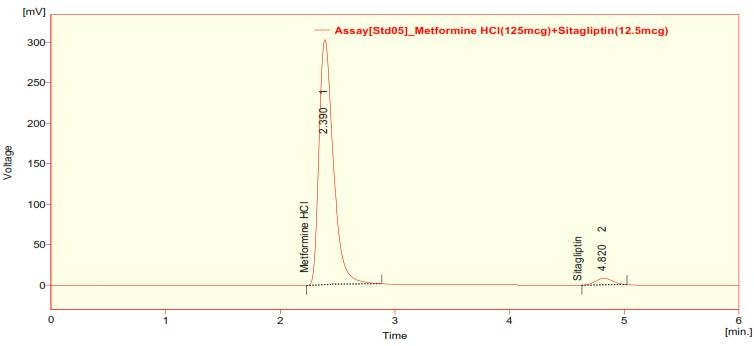 [mV]
Assay[Std05]_Metformine HCl(125mcg)+Sitagliptin(12.5mcg)
300
250
200
150
100
50
0
Voltage
Metformine HCl
2.390 1
Sitagliptin
4.820 2
0 1 2 3 4 5 6
Time
[min.]